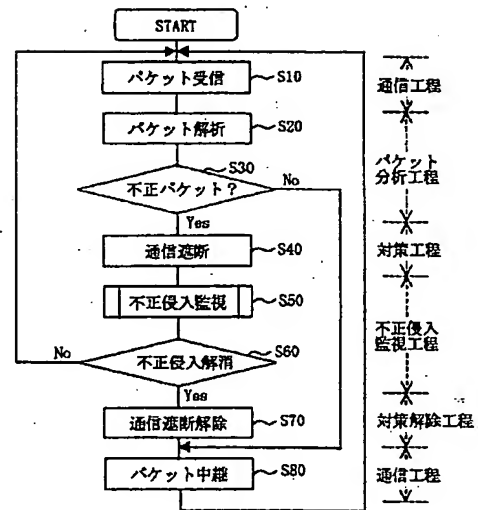 START
パケット受信
S10
通信工程
パケット解析
S20
パケット
分析工程
S30
不正パケット？
No
Yes
通信遮断
S40
対策工程
不正侵入監視
S50
不正侵入
監視工程
S60
不正侵入解消
No
Yes
通信遮断解除
S70
対策解除工程
パケット中継
S80
通信工程